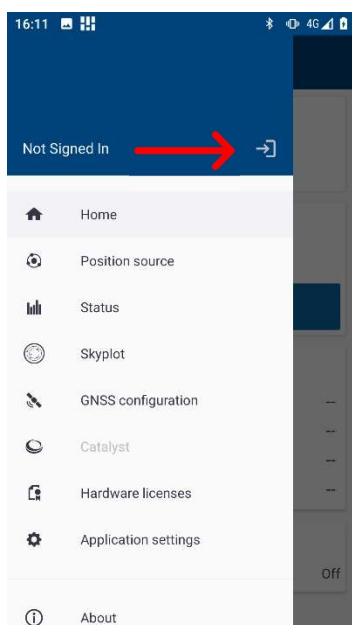 16:11
4G
Not Signed In
Home
Position source
Status
Skyplot
GNSS configuration
--
Catalyst
--
--
Hardware licenses
--
Application settings
Off
About